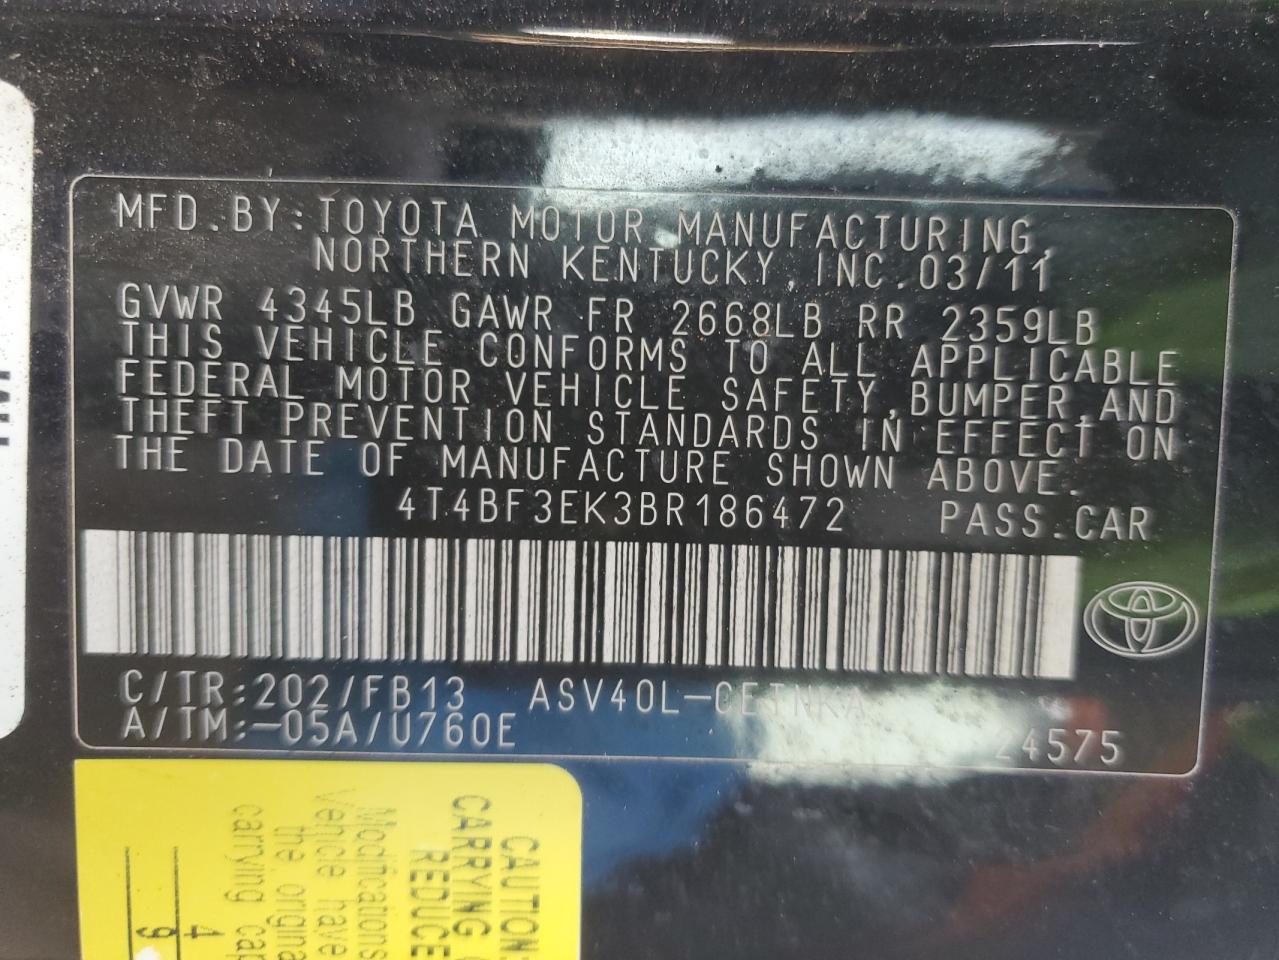 MFD.BY:TOYOTA MOTOR MANUFACTURING,
NORTHERN KENTUCKY, INC.03/11
GVWR 4345LB GAWR FR 2668LB RR 2359LB
THIS VEHICLE CONFORMS TO ALL APPLICABLE
FEDERAL MOTOR VEHICLE SAFETY,BUMPER,AND
THEFT PREVENTION STANDARDS IN EFFECT ON
THE DATE OF MANUFACTURE SHOWN ABOVE.
4T4BF3EK3BR186472 PASS.CAR
C/TR:202/FB13 ASV40L-CETNKA
A/TM:-05A/U760E 24575
CAUTION:
CARRYING
REDUCE
Modifications
vehicle have
the origina
carrying cap
4
9